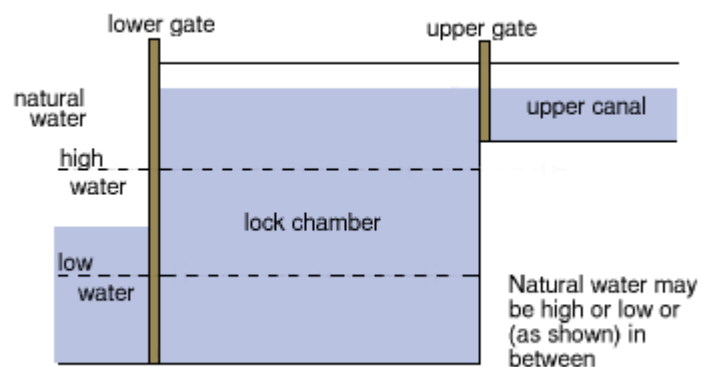 lower gate
upper gate
natural
water
upper canal
high
water
lock chamber
low
water
Natural water may
be high or low or
(as shown) in
between